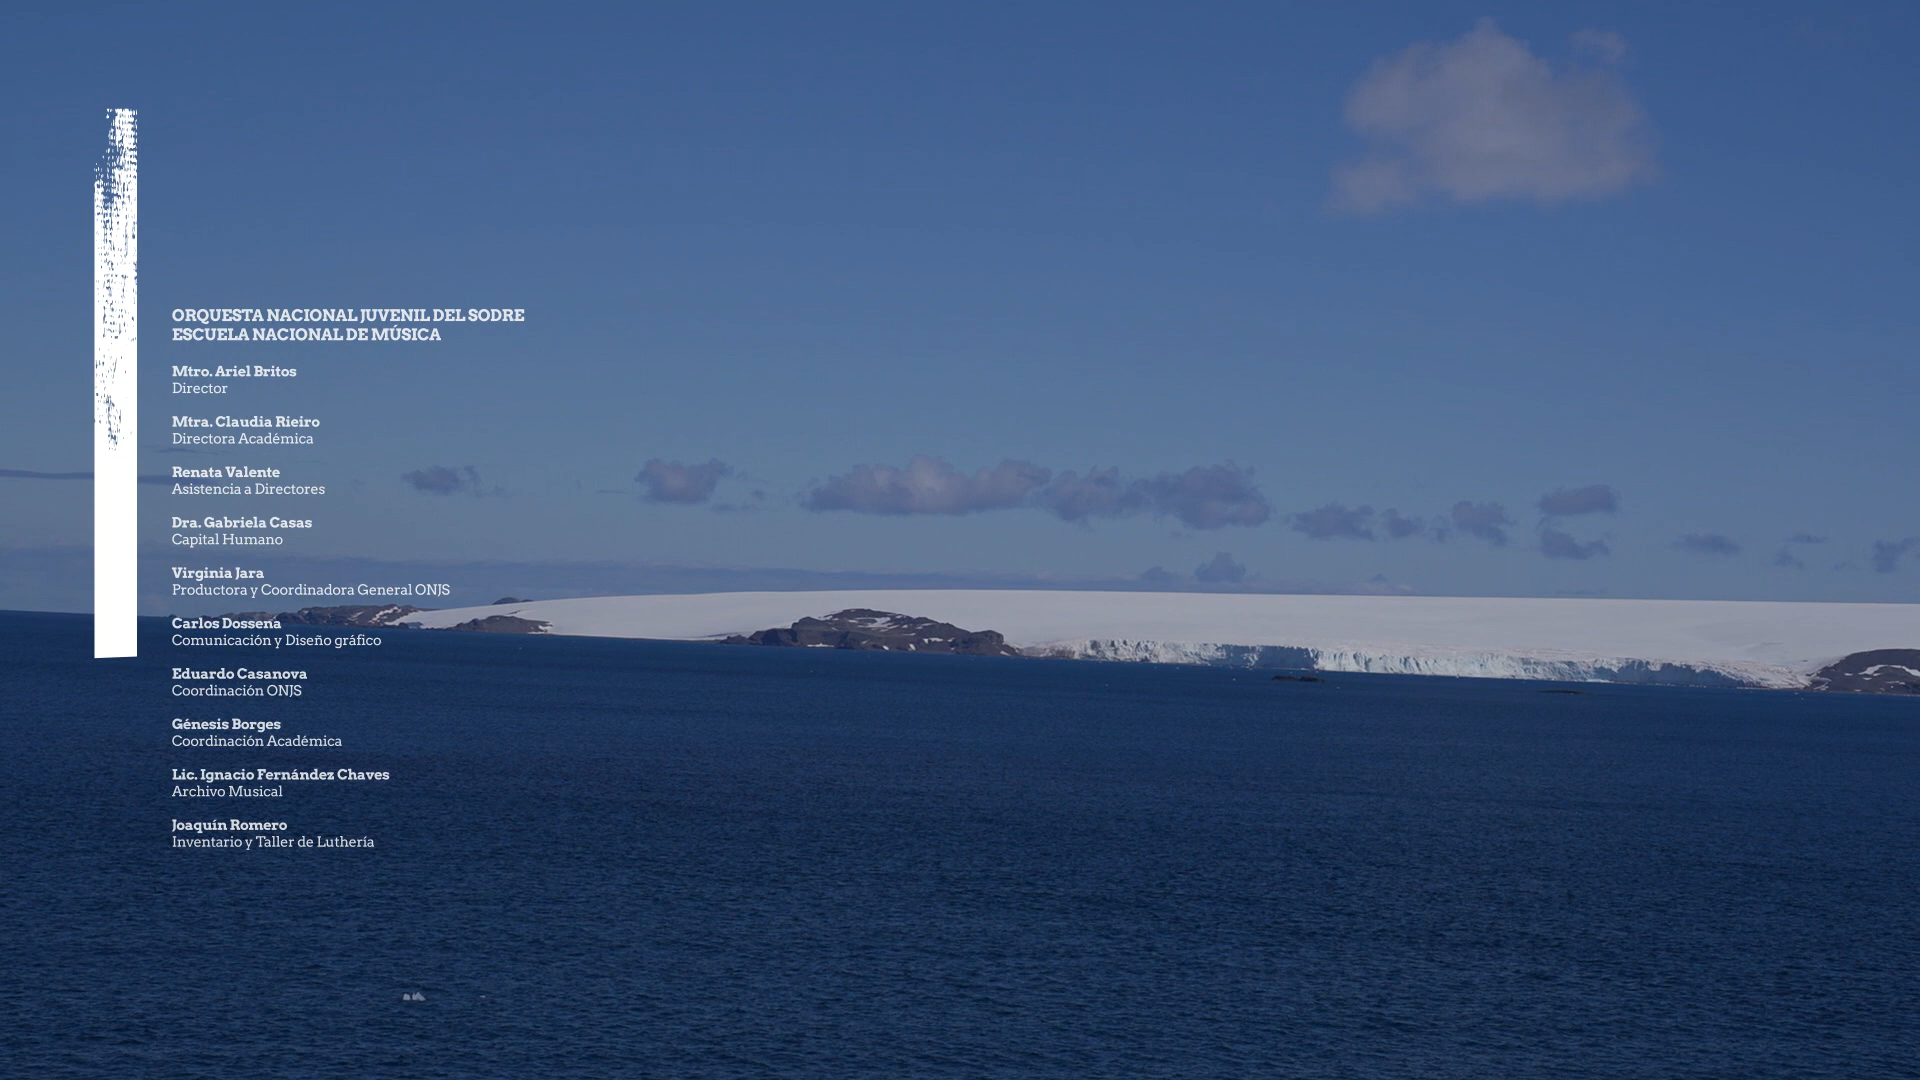 ORQUESTA NACIONAL JUVENIL DEL SODRE
ESCUELA NACIONAL DE MÚSICA
Mtro. Ariel Britos
Director
Mtra. Claudia Rieiro
Directora Académica
Renata Valente
Asistencia a Directores
Dra. Gabriela Casas
Capital Humano
Virginia Jara
Productora y Coordinadora General ONJS
Carlos Dossena
Comunicación y Diseño gráfico
Eduardo Casanova
Coordinación ONJS
Génesis Borges
Coordinación Académica
Lic. Ignacio Fernández Chaves
Archivo Musical
Joaquín Romero
Inventario y Taller de Luthería